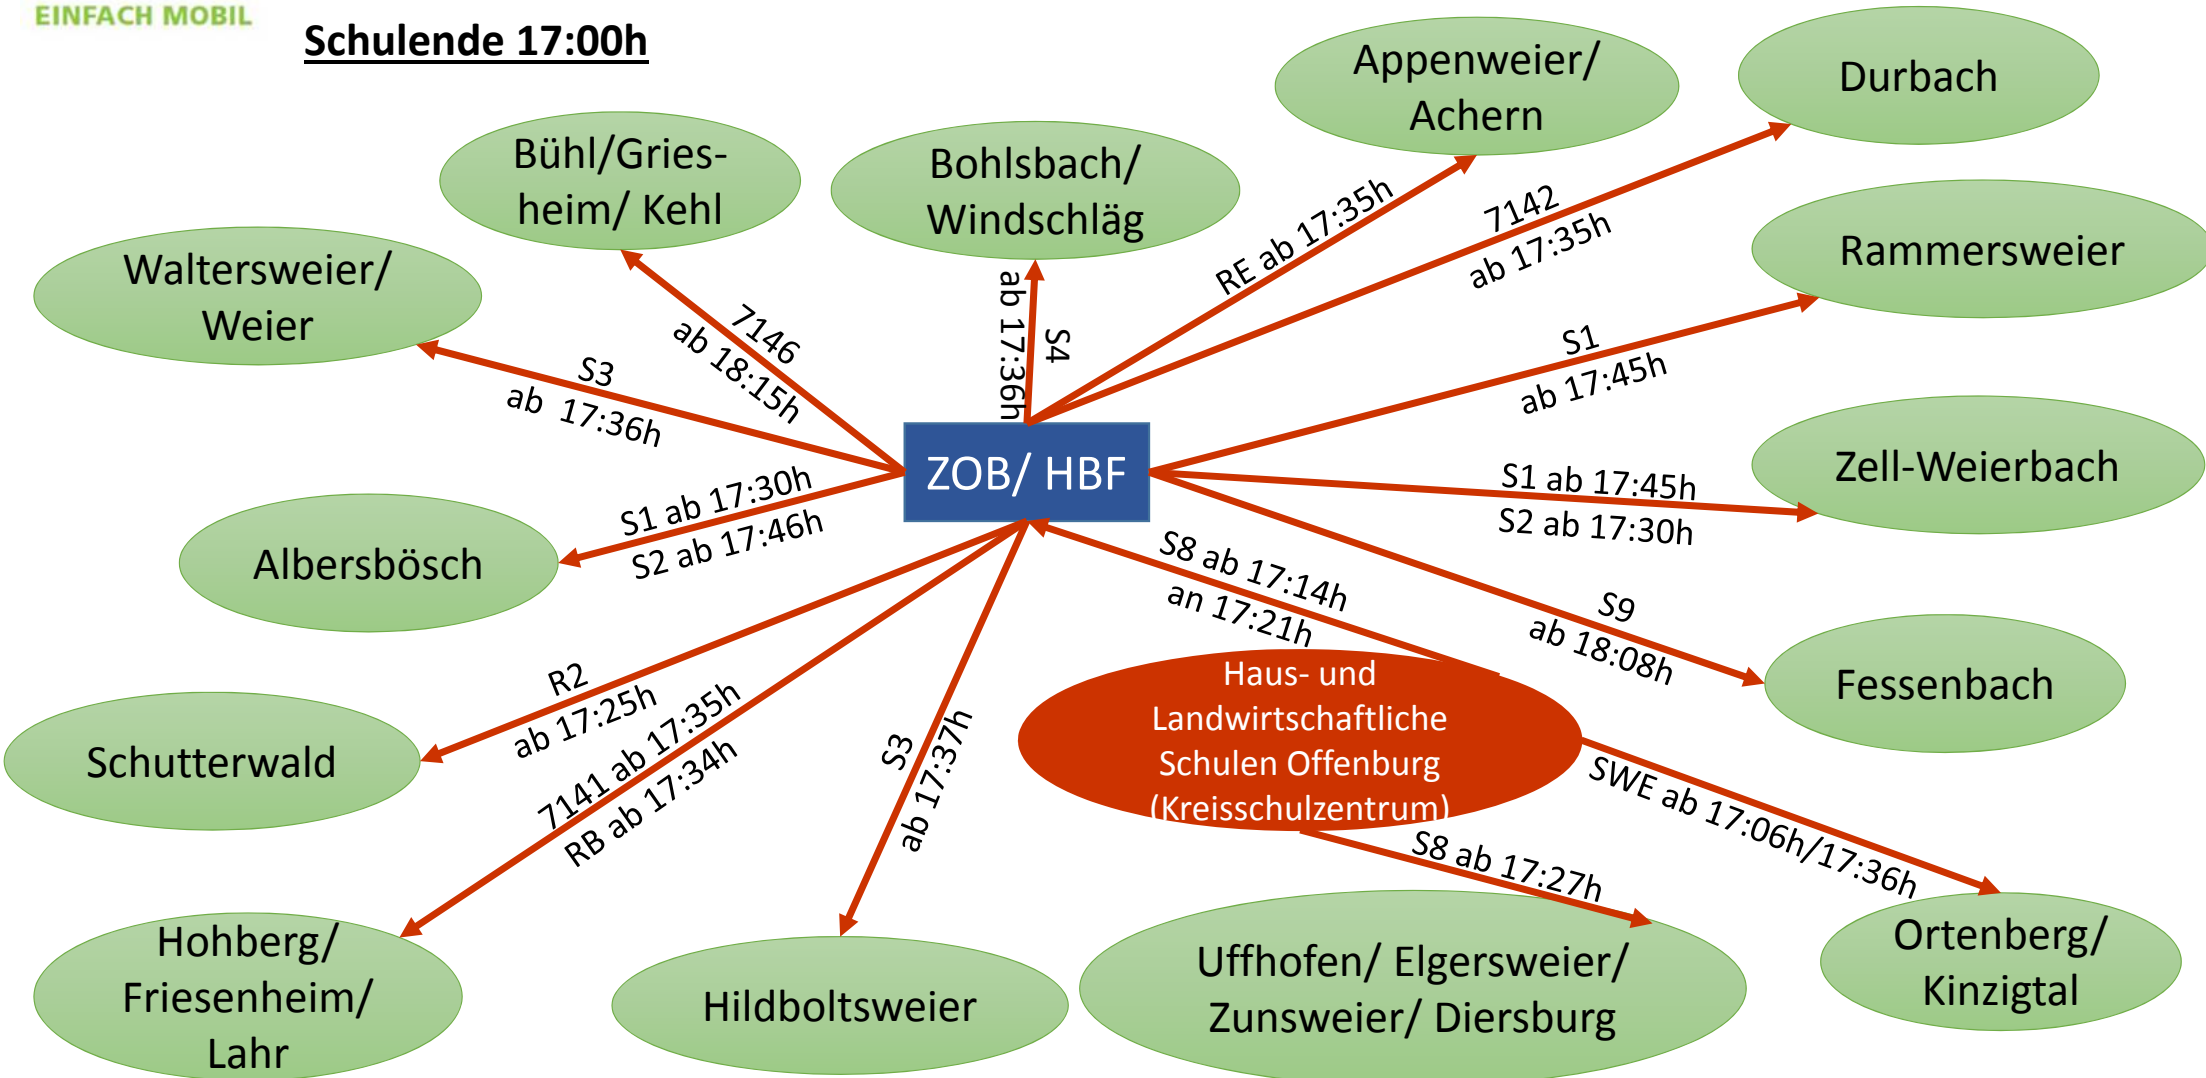 EINFACH MOBIL
Schulende 17:00h
Appenweier/
Achern
Durbach
Bühl/Gries-
heim/ Kehl
Bohlsbach/
Windschläg
Rammersweier
Waltersweier/
Weier
RE ab 17:35h
7142
ab 17:35h
7146
ab 18:15h
S4
ab 17:36h
S1
ab 17:45h
S3
ab  17:36h
ZOB/ HBF
Zell-Weierbach
S1 ab 17:45h
S2 ab 17:30h
S1 ab 17:30h
S2 ab 17:46h
Albersbösch
S8 ab 17:14h
an 17:21h
S9
ab 18:08h
Fessenbach
Haus- und
Landwirtschaftliche
Schulen Offenburg
(Kreisschulzentrum)
R2
ab 17:25h
Schutterwald
7141 ab 17:35h
RB ab 17:34h
S3
ab 17:37h
SWE ab 17:06h/17:36h
S8 ab 17:27h
Hohberg/
Friesenheim/
Lahr
Hildboltsweier
Uffhofen/ Elgersweier/
Zunsweier/ Diersburg
Ortenberg/
Kinzigtal